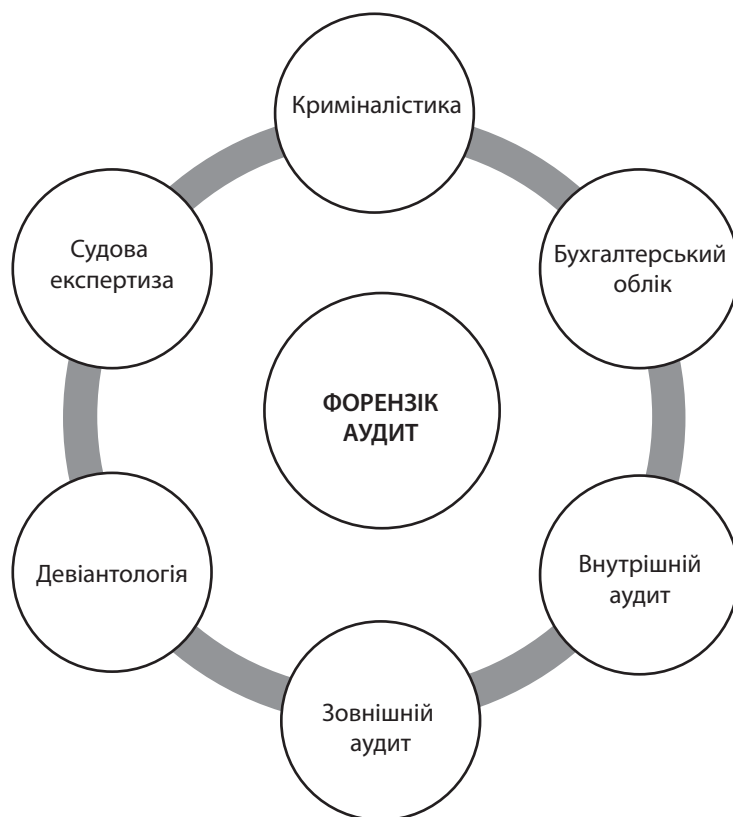 Криміналістика
Судова
експертиза
Бухгалтерський
облік
ФОРЕНЗІК
АУДИТ
Девіантологія
Внутрішній
аудит
Зовнішній
аудит